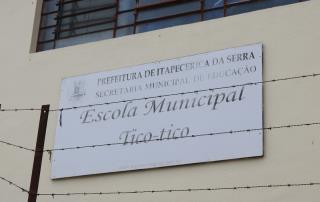 PREFEITURA DE ITAPECERICA DA SERRA
SECRETARIA MUNICIPAL DE EDUCAÇÃO
Escola Municipal
Tico-tico